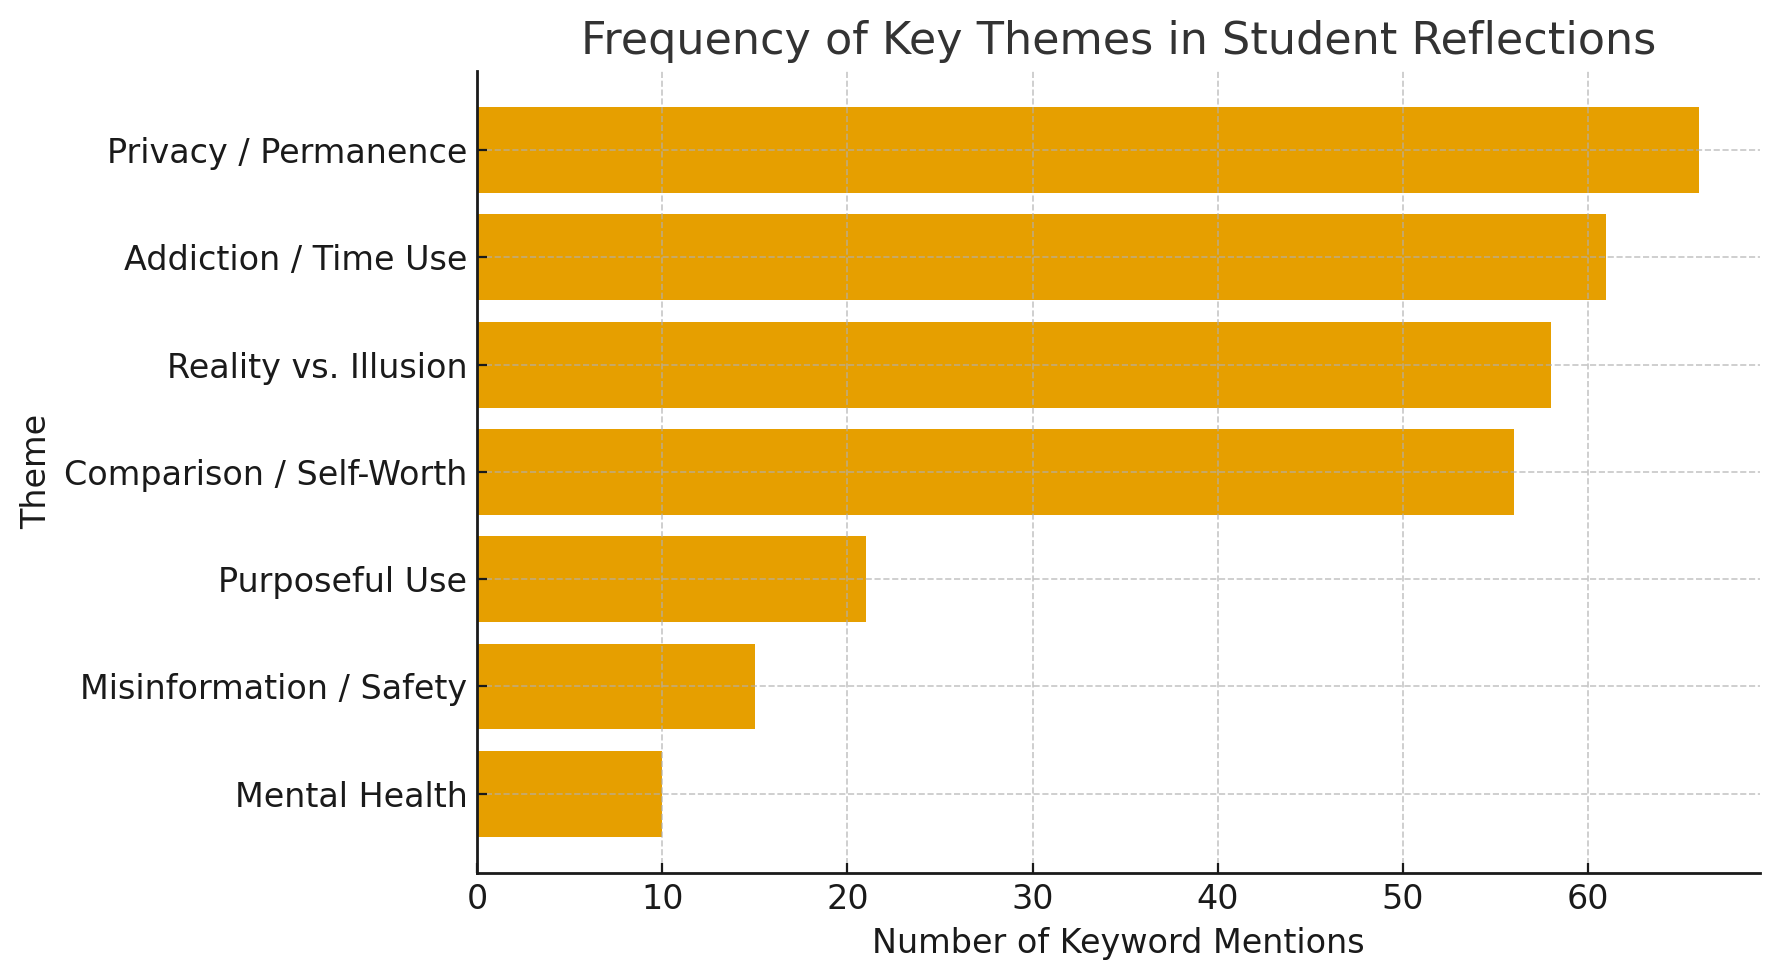 Frequency of Key Themes in Student Reflections
Privacy / Permanence
Addiction / Time Use
Reality vs. Illusion
Comparison / Self-Worth
Purposeful Use
Misinformation / Safety
Mental Health
Theme
0 10 20 30 40 50 60
Number of Keyword Mentions